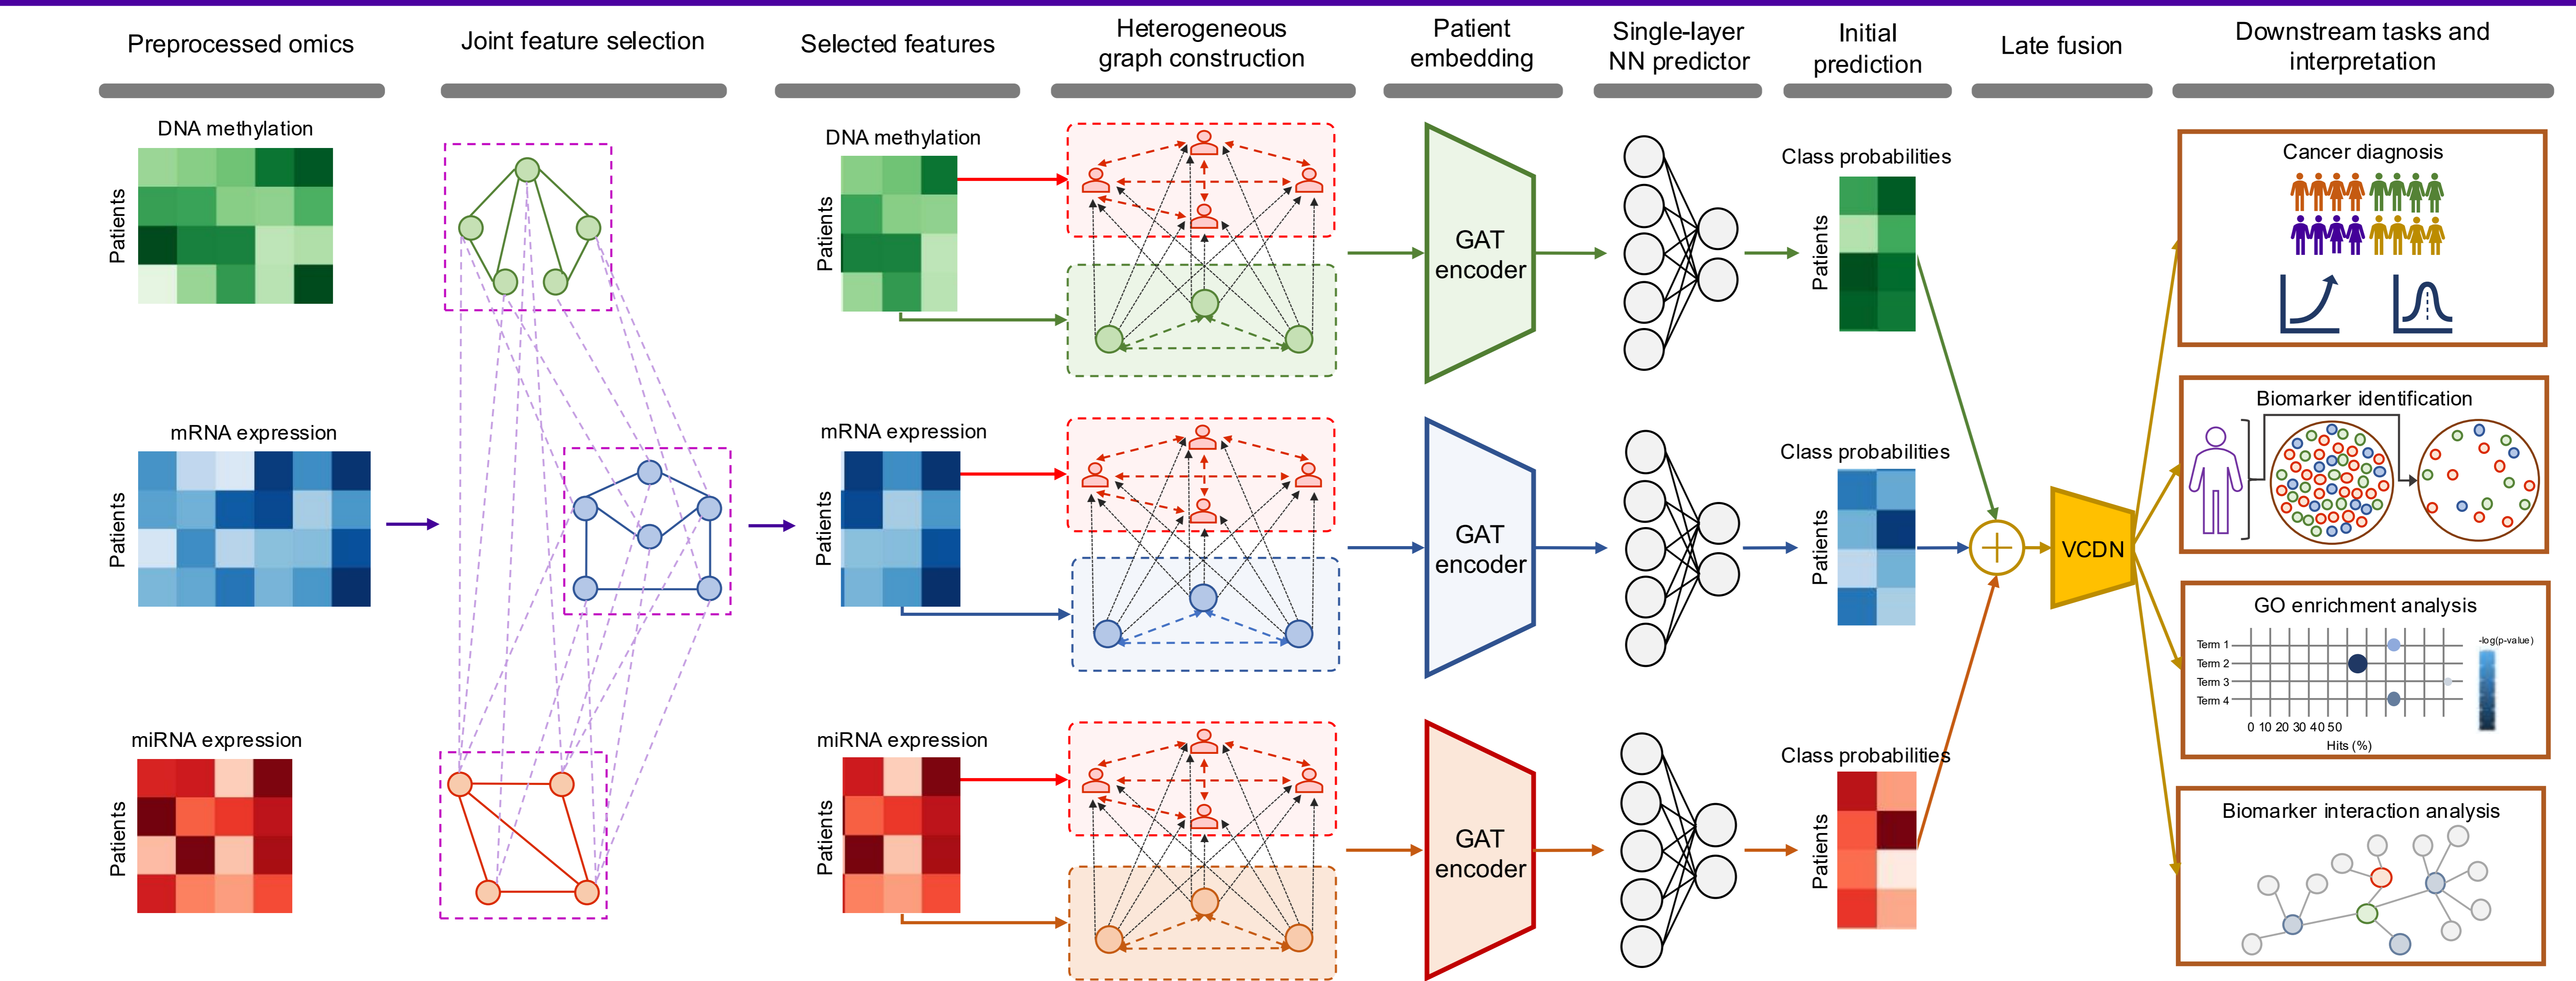 Preprocessed omics
Joint feature selection
Selected features
Heterogeneous
graph construction
Patient
embedding
Single-layer
NN predictor
Initial
prediction
Late fusion
Downstream tasks and
interpretation
DNA methylation
Patients
mRNA expression
Patients
miRNA expression
Patients
DNA methylation
Patients
mRNA expression
Patients
miRNA expression
Patients
GAT
encoder
GAT
encoder
GAT
encoder
Class probabilities
Patients
Class probabilities
Patients
Class probabilities
Patients
VCDN
Cancer diagnosis
Biomarker identification
GO enrichment analysis
Term 1
Term 2
Term 3
Term 4
0 10 20 30 40 50
Hits (%)
-log(p-value)
Biomarker interaction analysis